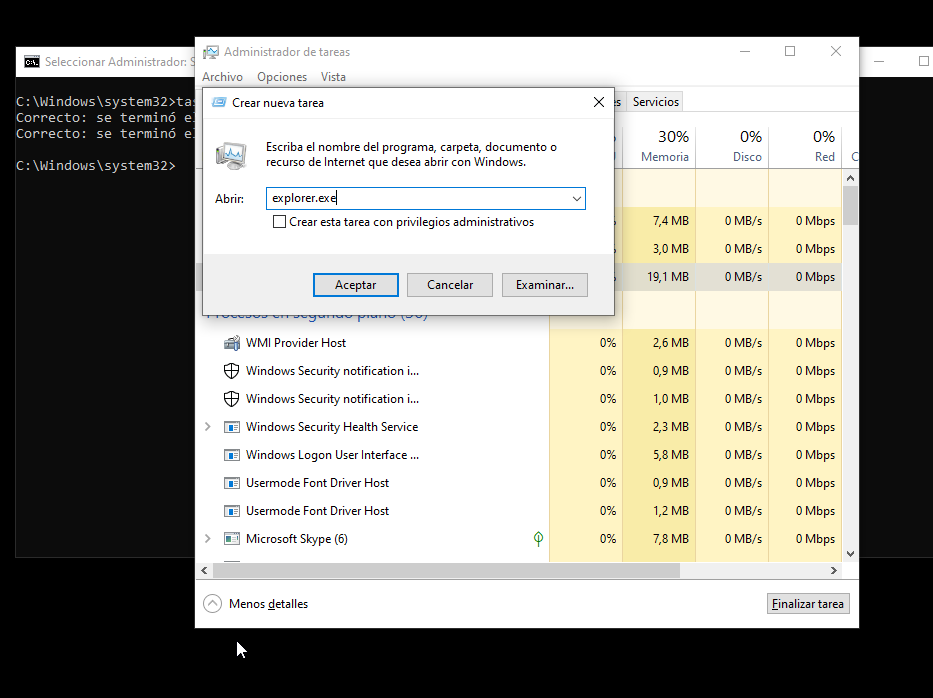 Seleccionar Administrador: S
C:\Windows\system32>tas
Correcto: se terminó el
Correcto: se terminó el
C:\Windows\system32>
Administrador de tareas
Archivo Opciones Vista
Servicios
Crear nueva tarea
Escriba el nombre del programa, carpeta, documento o
recurso de Internet que desea abrir con Windows.
Abrir: explorer.exe
Crear esta tarea con privilegios administrativos
Aceptar Cancelar Examinar...
30% 0% 0%
Memoria Disco Red C
7,4 MB 0 MB/s 0 Mbps
3,0 MB 0 MB/s 0 Mbps
19,1 MB 0 MB/s 0 Mbps
Procesos en segundo plano
WMI Provider Host 0% 2,6 MB 0 MB/s 0 Mbps
Windows Security notification i... 0% 0,9 MB 0 MB/s 0 Mbps
Windows Security notification i... 0% 1,0 MB 0 MB/s 0 Mbps
Windows Security Health Service 0% 2,3 MB 0 MB/s 0 Mbps
Windows Logon User Interface ... 0% 5,8 MB 0 MB/s 0 Mbps
Usermode Font Driver Host 0% 0,9 MB 0 MB/s 0 Mbps
Usermode Font Driver Host 0% 1,2 MB 0 MB/s 0 Mbps
Microsoft Skype (6) 0% 7,8 MB 0 MB/s 0 Mbps
Menos detalles
Finalizar tarea